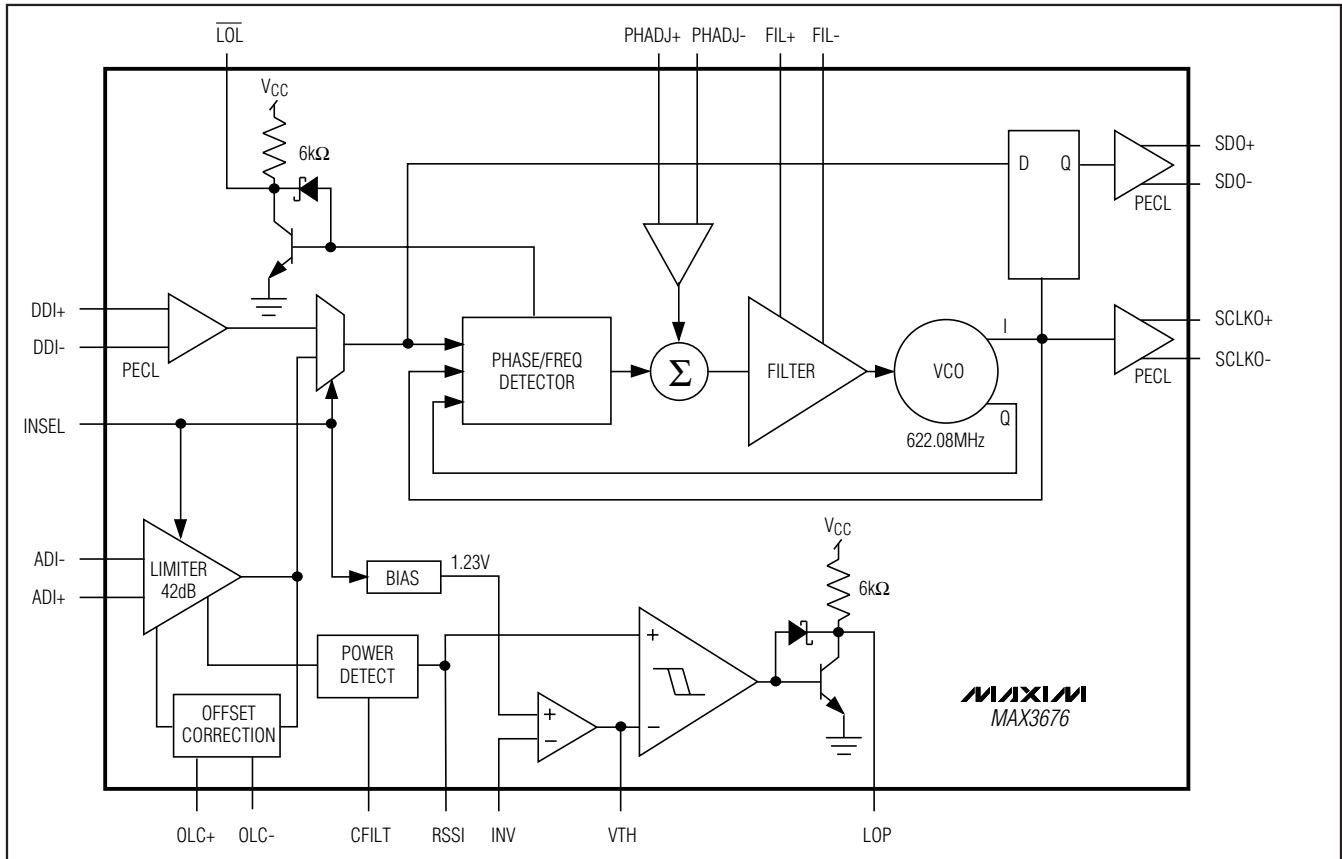 LOL
PHADJ+ PHADJ- FIL+ FIL-
VCC
6kΩ
SDO+
D Q
SDO-
PECL
DDI+
DDI-
PECL
PHASE/FREQ
DETECTOR
Σ
FILTER
VCO
I
Q
622.08MHz
SCLKO+
SCLKO-
PECL
INSEL
ADI-
ADI+
LIMITER
42dB
BIAS
1.23V
VCC
6kΩ
POWER
DETECT
+
−
+
−
OFFSET
CORRECTION
MAXIM
MAX3676
OLC+ OLC- CFILT RSSI INV VTH LOP